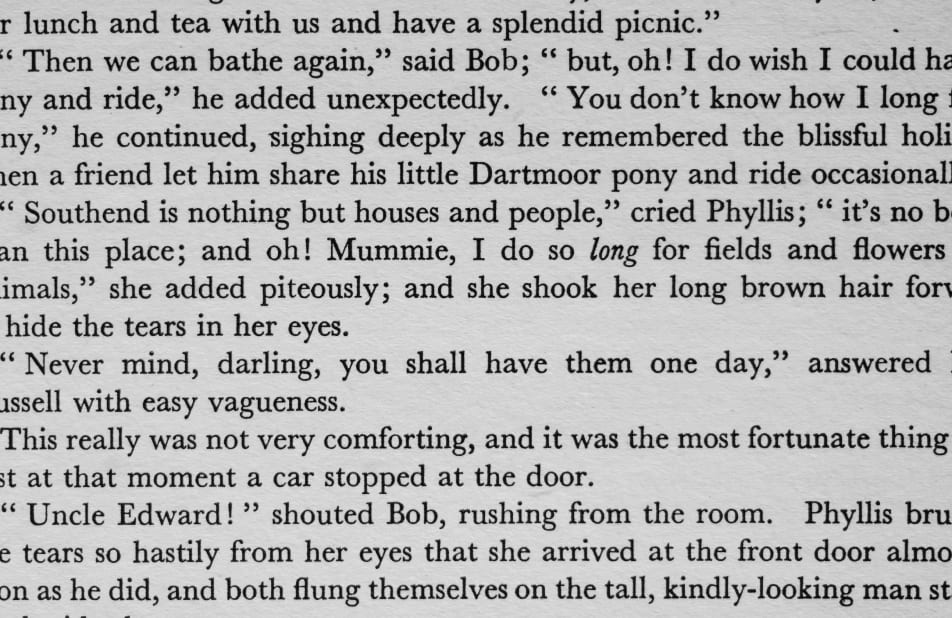 r lunch and tea with us and have a splendid picnic.”
“ Then we can bathe again,” said Bob; “ but, oh! I do wish I could ha
ny and ride,” he added unexpectedly. “ You don’t know how I long f
ny,” he continued, sighing deeply as he remembered the blissful holi
hen a friend let him share his little Dartmoor pony and ride occasionall
“ Southend is nothing but houses and people,” cried Phyllis; “ it’s no be
an this place; and oh! Mummie, I do so long for fields and flowers
imals,” she added piteously; and she shook her long brown hair forw
hide the tears in her eyes.
“ Never mind, darling, you shall have them one day,” answered
ussell with easy vagueness.
This really was not very comforting, and it was the most fortunate thing
st at that moment a car stopped at the door.
“ Uncle Edward! ” shouted Bob, rushing from the room. Phyllis bru
e tears so hastily from her eyes that she arrived at the front door almo
on as he did, and both flung themselves on the tall, kindly-looking man st